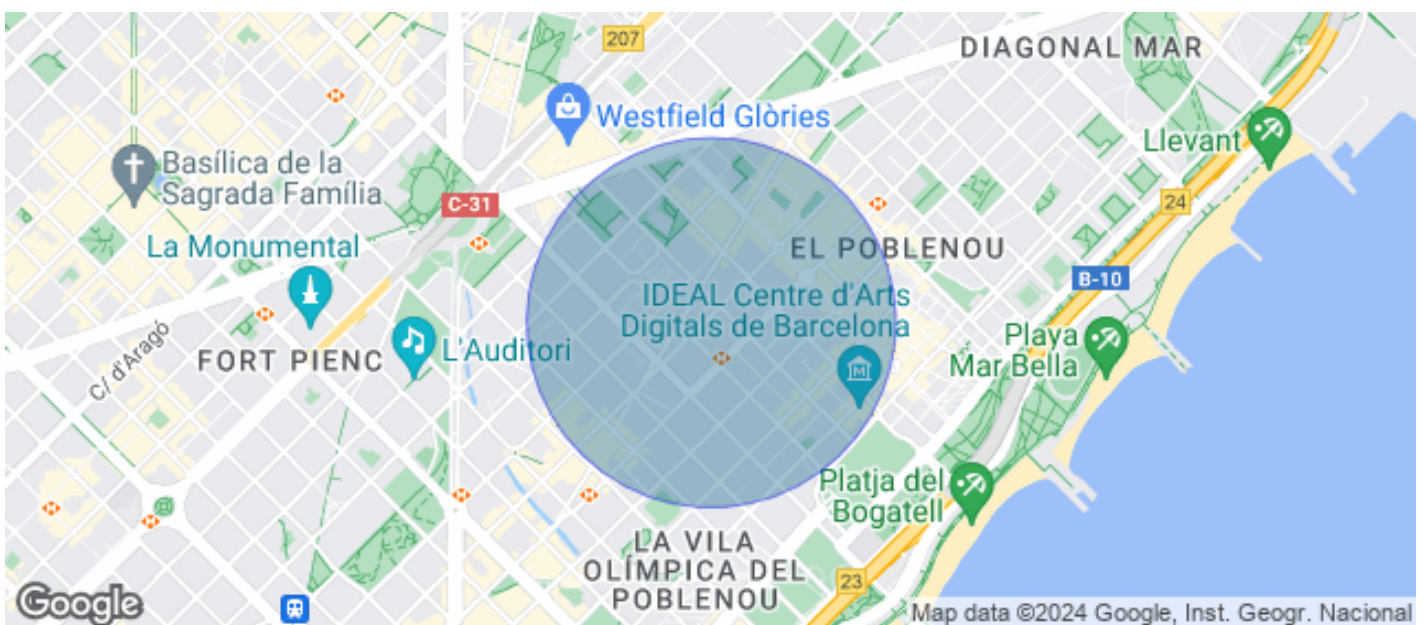 207
DIAGONAL MAR
Westfield Glòries
Llevant
Basílica de la
Sagrada Família
C-31
24
La Monumental
EL POBLENOU
B-10
IDEAL Centre d'Arts
Digitals de Barcelona
C/ d'Aragó
FORT PIENC
L'Auditori
Playa
Mar Bella
M
Platja del
Bogatell
LA VILA
OLÍMPICA DEL
POBLENOU
23
Google
Map data ©2024 Google, Inst. Geogr. Nacional